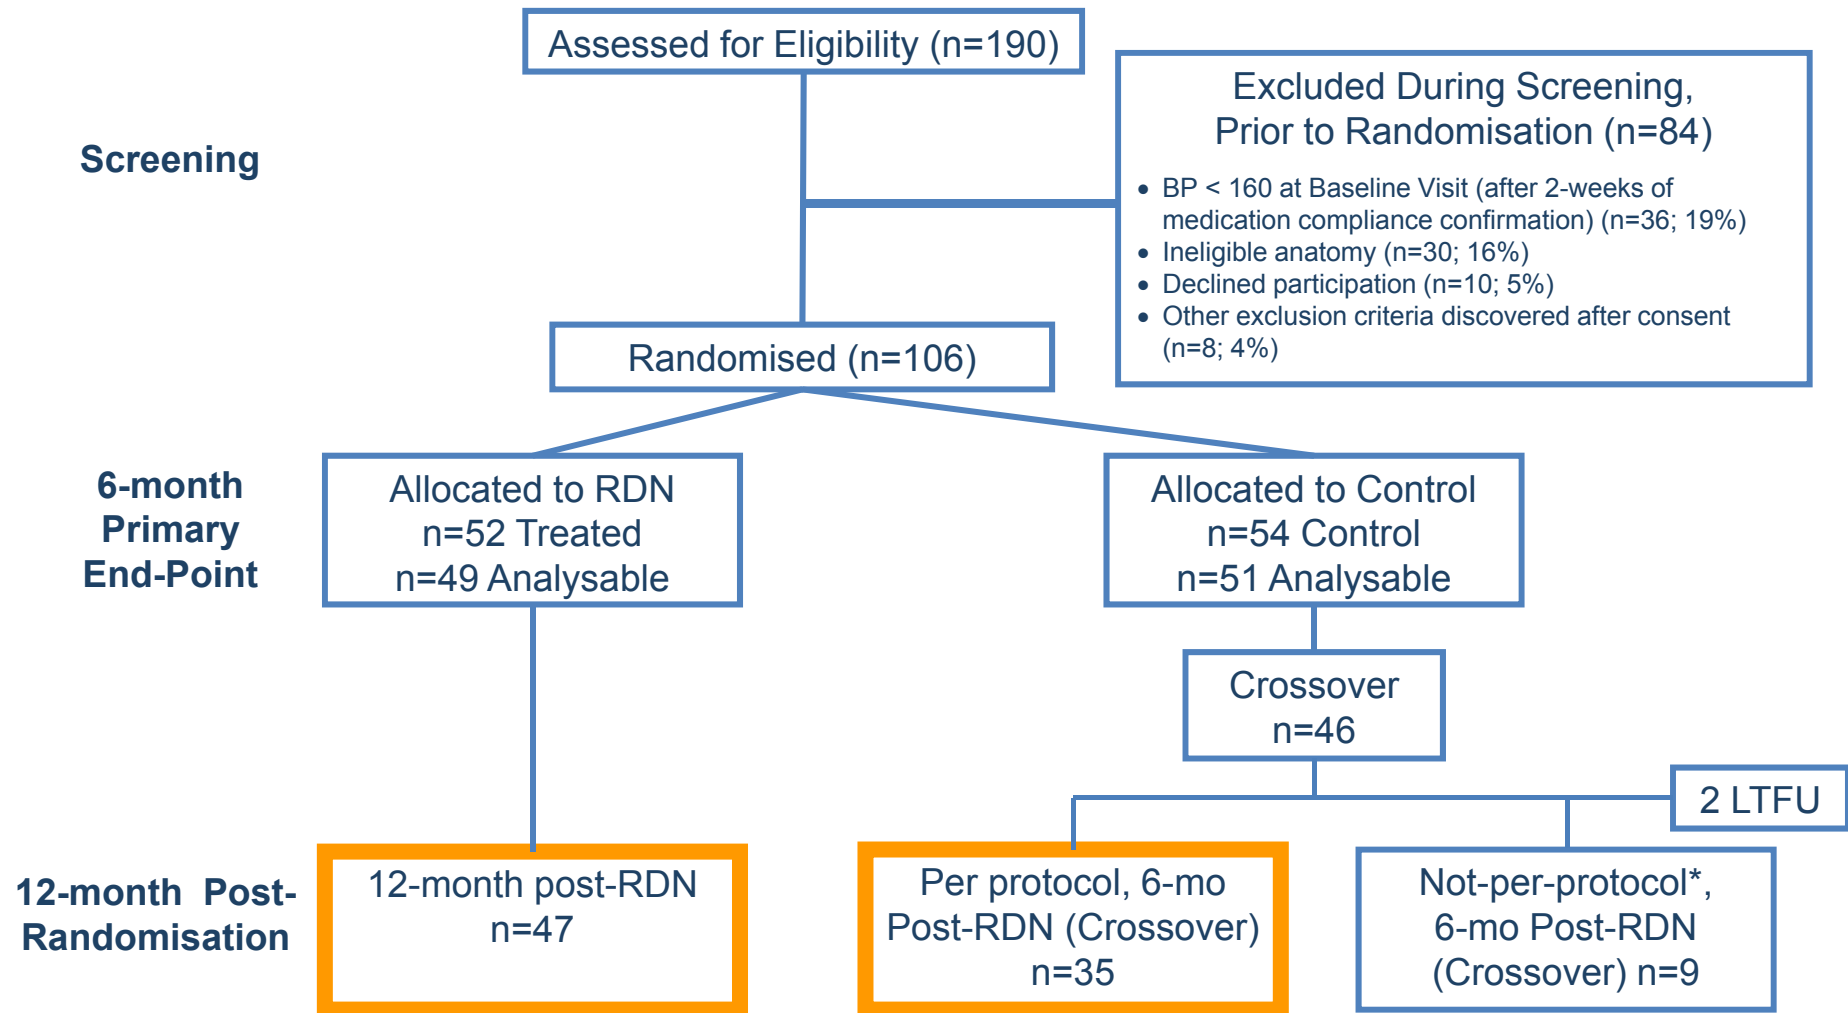 Assessed for Eligibility (n=190)
Excluded During Screening,
Prior to Randomisation (n=84)
• BP < 160 at Baseline Visit (after 2-weeks of
medication compliance confirmation) (n=36; 19%)
• Ineligible anatomy (n=30; 16%)
• Declined participation (n=10; 5%)
• Other exclusion criteria discovered after consent
(n=8; 4%)
Screening
Randomised (n=106)
6-month
Primary
End-Point
Allocated to RDN
n=52 Treated
n=49 Analysable
Allocated to Control
n=54 Control
n=51 Analysable
Crossover
n=46
2 LTFU
12-month Post-
Randomisation
12-month post-RDN
n=47
Per protocol, 6-mo
Post-RDN (Crossover)
n=35
Not-per-protocol*,
6-mo Post-RDN
(Crossover) n=9